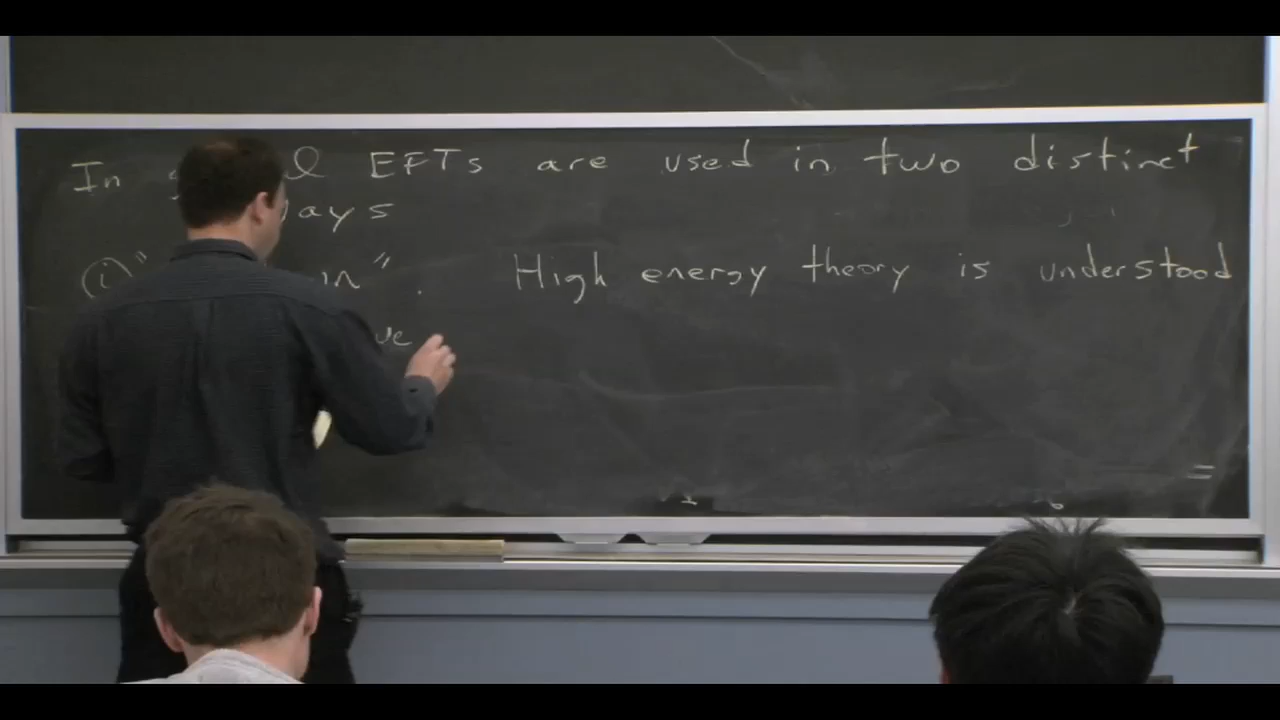 In EFTs are used in two distinct
ays
(i) " " . High energy theory is understood